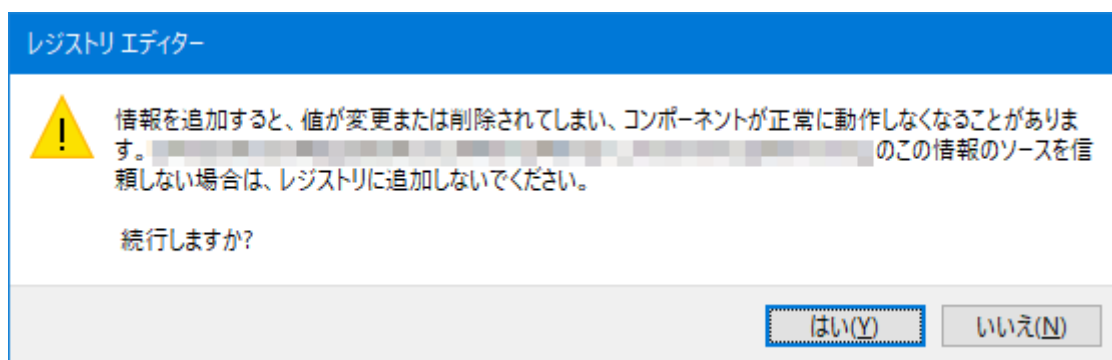 レジストリ エディター
情報を追加すると、値が変更または削除されてしまい、コンポーネントが正常に動作しなくなることがありま
す。 のこの情報のソースを信
頼しない場合は、レジストリに追加しないでください。
続行しますか?
はい(Y) いいえ(N)